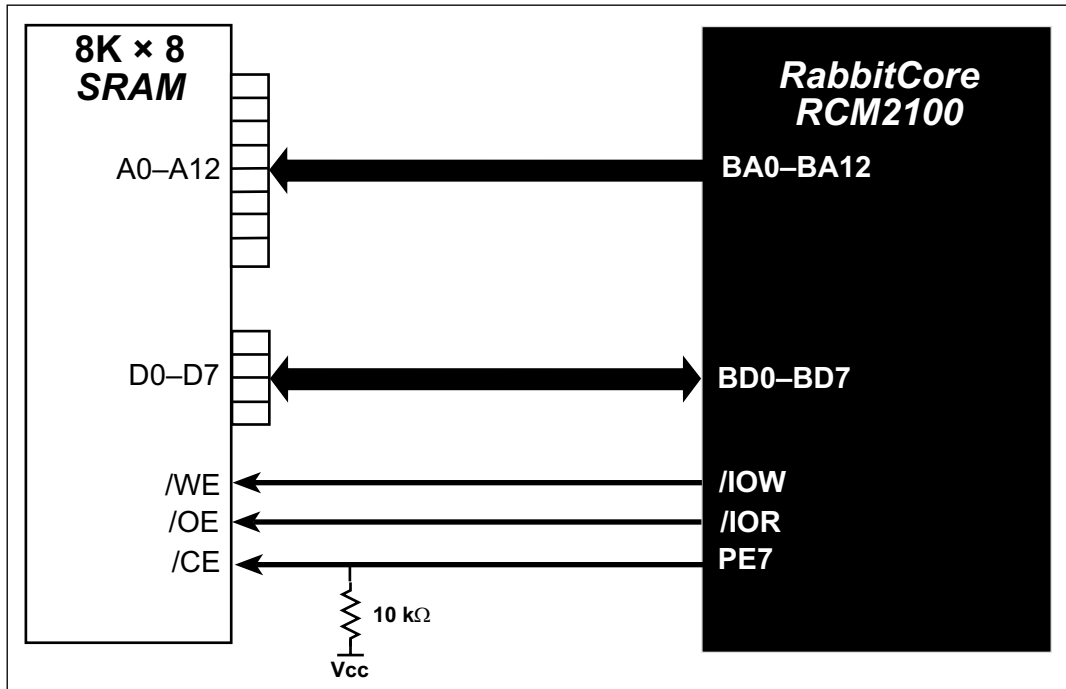 8K × 8
SRAM
A0–A12
D0–D7
/WE
/OE
/CE
10 kΩ
Vcc
RabbitCore
RCM2100
BA0–BA12
BD0–BD7
/IOW
/IOR
PE7